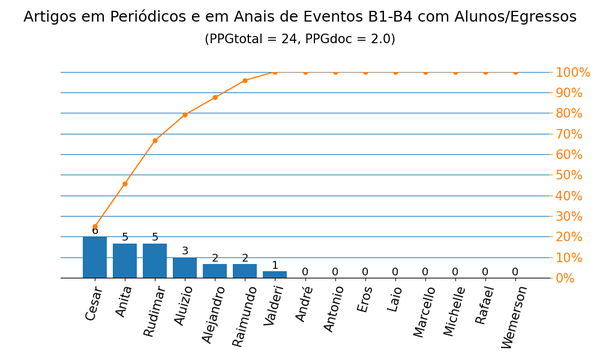 Artigos em Periódicos e em Anais de Eventos B1-B4 com Alunos/Egressos
(PPGtotal = 24, PPGdoc = 2.0)
100%
90%
80%
70%
60%
50%
40%
30%
20%
10%
0%
6 5 5 3 2 2 1 0 0 0 0 0 0 0 0
Cesar
Anita
Rudimar
Aluizio
Alejandro
Raimundo
Valderi
André
Antonio
Eros
Laio
Marcello
Michelle
Rafael
Wemerson